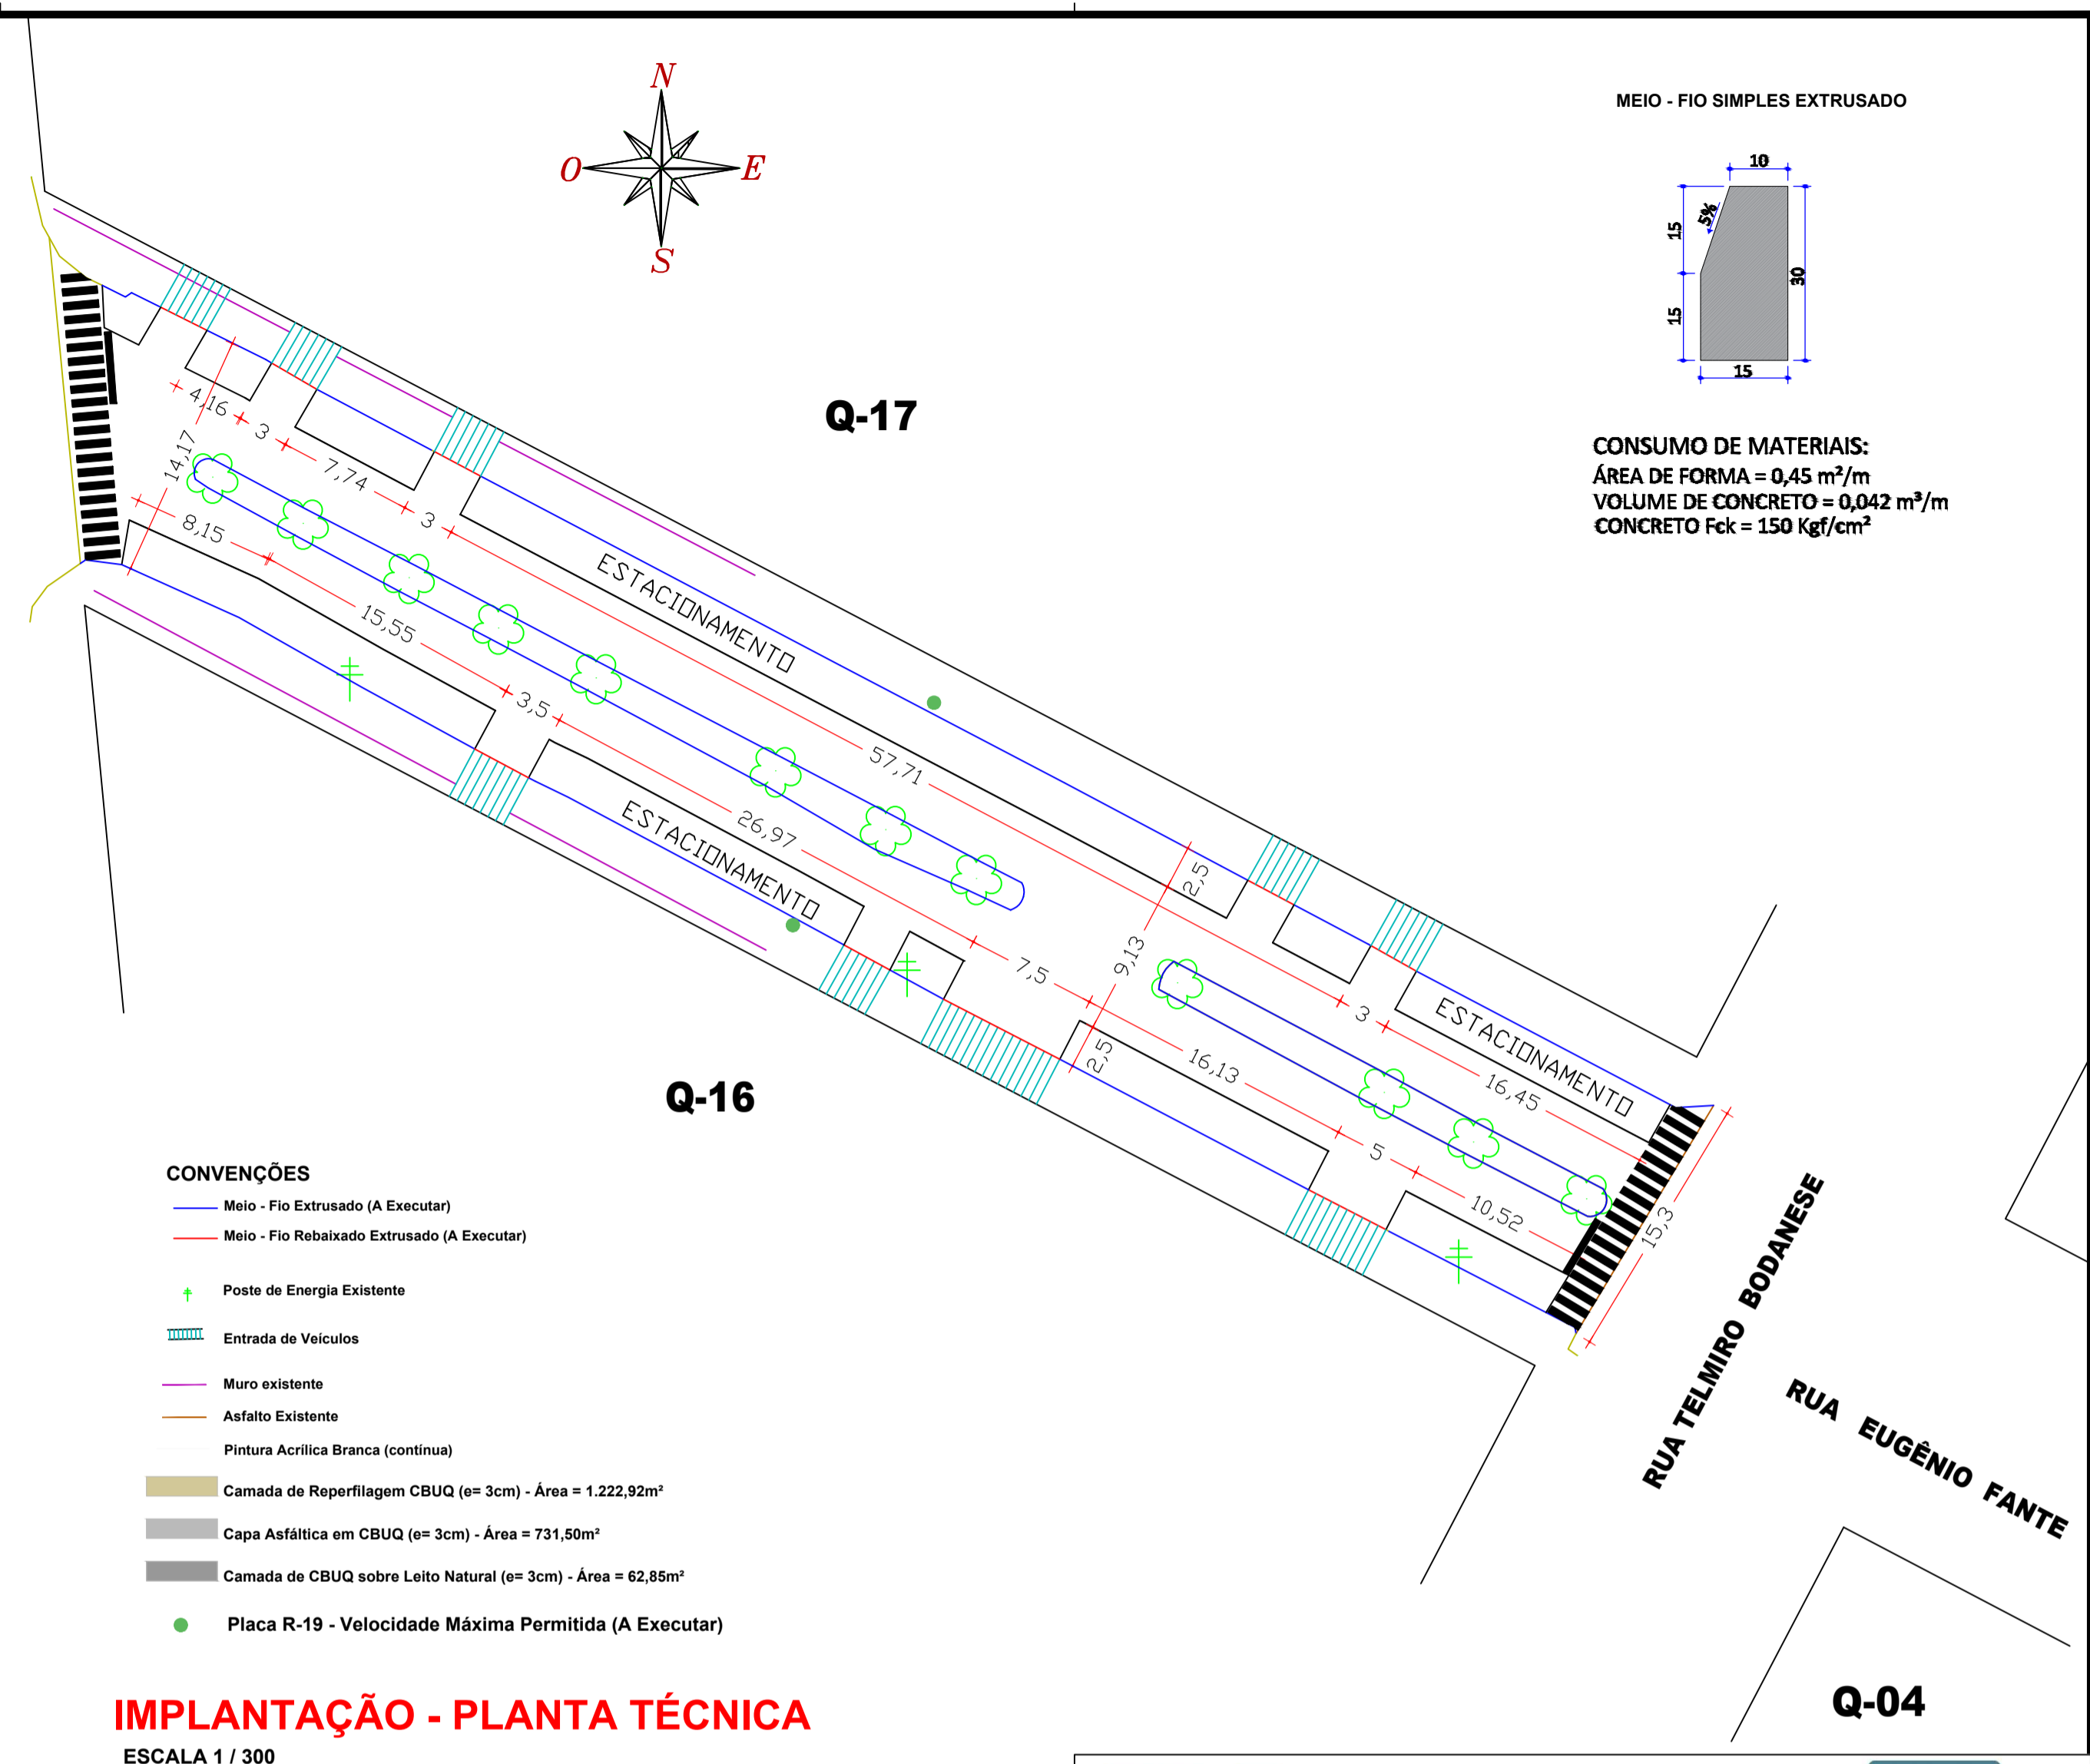 N
O
E
S
MEIO - FIO SIMPLES EXTRUSADO
10
5%
15
15
30
15
CONSUMO DE MATERIAIS:
ÁREA DE FORMA = 0,45 m²/m
VOLUME DE CONCRETO = 0,042 m³/m
CONCRETO Fck = 150 Kgf/cm²
Q-17
4,16
3
7,74
3
14,17
8,15
15,55
3,5
26,97
57,71
ESTACIONAMENTO
ESTACIONAMENTO
2,5
9,13
7,5
2,5
16,13
3
16,45
ESTACIONAMENTO
5
10,52
15,3
Q-16
RUA TELMIRO BODANESE
RUA EUGÊNIO FANTE
Q-04
CONVENÇÕES
Meio - Fio Extrusado (A Executar)
Meio - Fio Rebaixado Extrusado (A Executar)
Poste de Energia Existente
Entrada de Veículos
Muro existente
Asfalto Existente
Pintura Acrílica Branca (contínua)
Camada de Reperfilagem CBUQ (e= 3cm) - Área = 1.222,92m²
Capa Asfáltica em CBUQ (e= 3cm) - Área = 731,50m²
Camada de CBUQ sobre Leito Natural (e= 3cm) - Área = 62,85m²
Placa R-19 - Velocidade Máxima Permitida (A Executar)
IMPLANTAÇÃO - PLANTA TÉCNICA
ESCALA 1 / 300